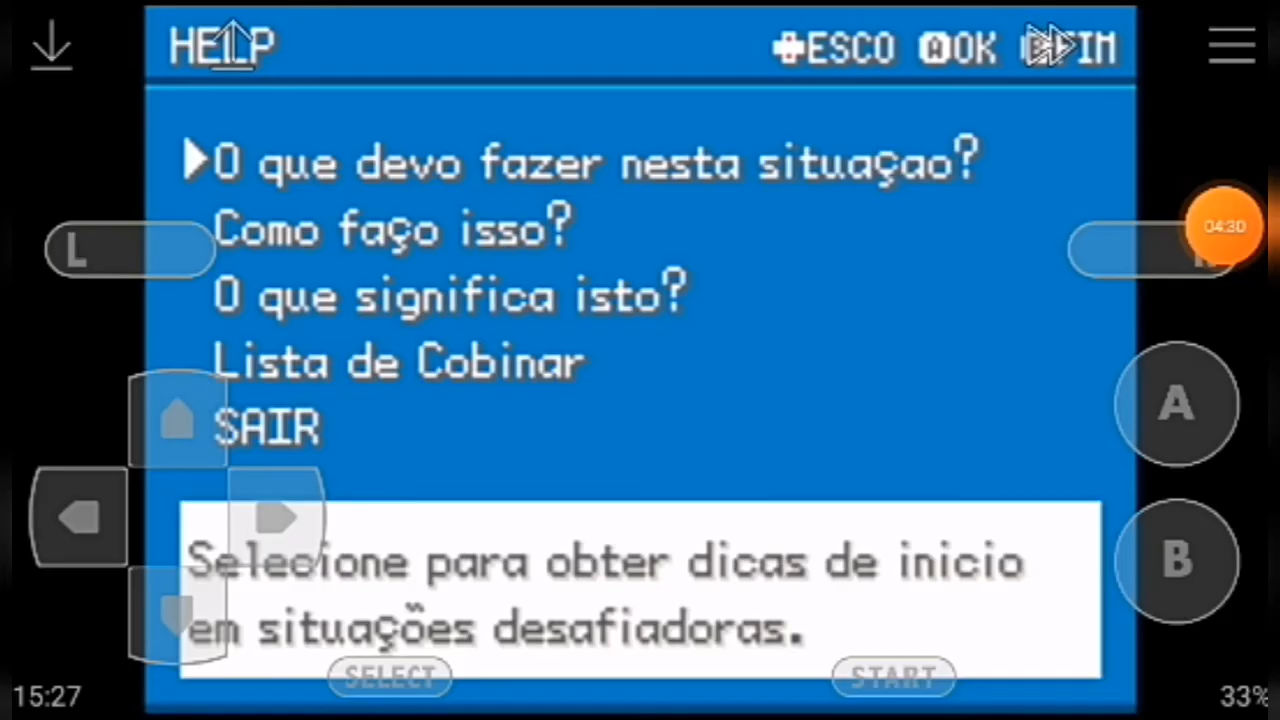 HELP ESCO A OK FIM
04:30
O que devo fazer nesta situaçao?
Como faço isso?
L
O que significa isto?
Lista de Cobinar
SAIR
A
Selecione para obter dicas de inicio
em situações desafiadoras.
B
SELECT START
15:27 33%